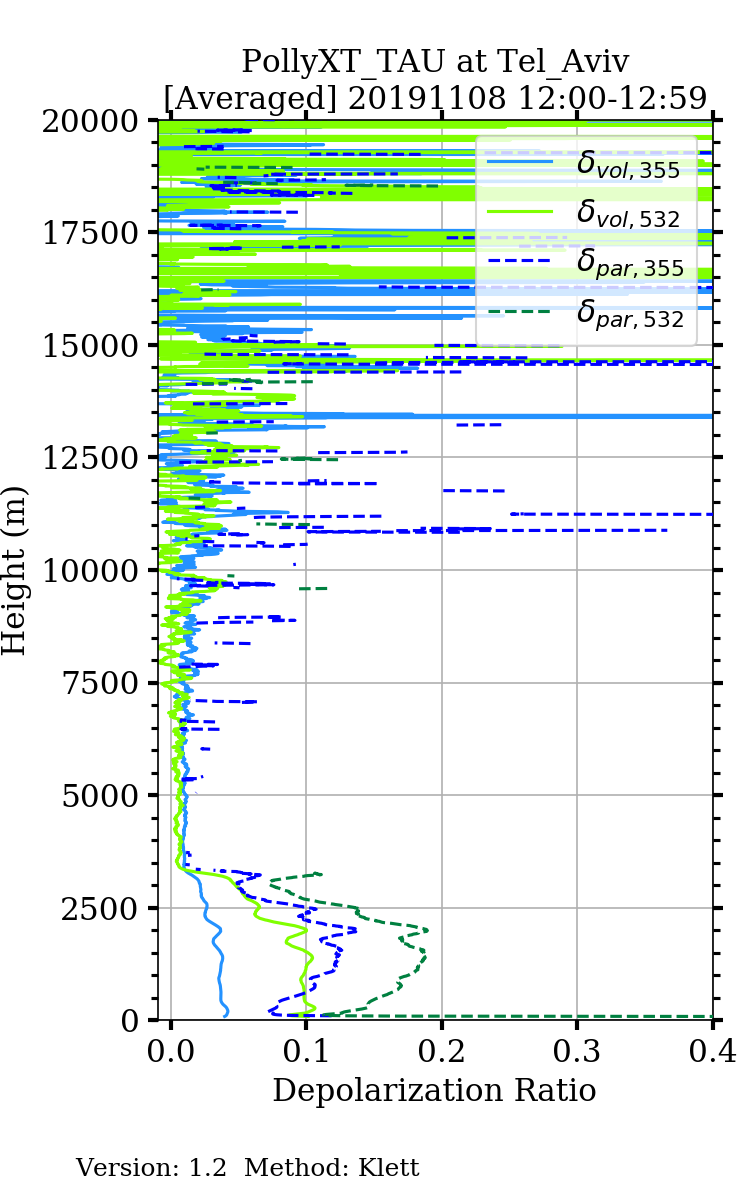 PollyXT_TAU at Tel_Aviv
[Averaged] 20191108 12:00-12:59
20000
17500
15000
12500
10000
7500
5000
2500
0
Height (m)
δvol, 355
δvol, 532
δpar, 355
δpar, 532
0.0 0.1 0.2 0.3 0.4
Depolarization Ratio
Version: 1.2 Method: Klett